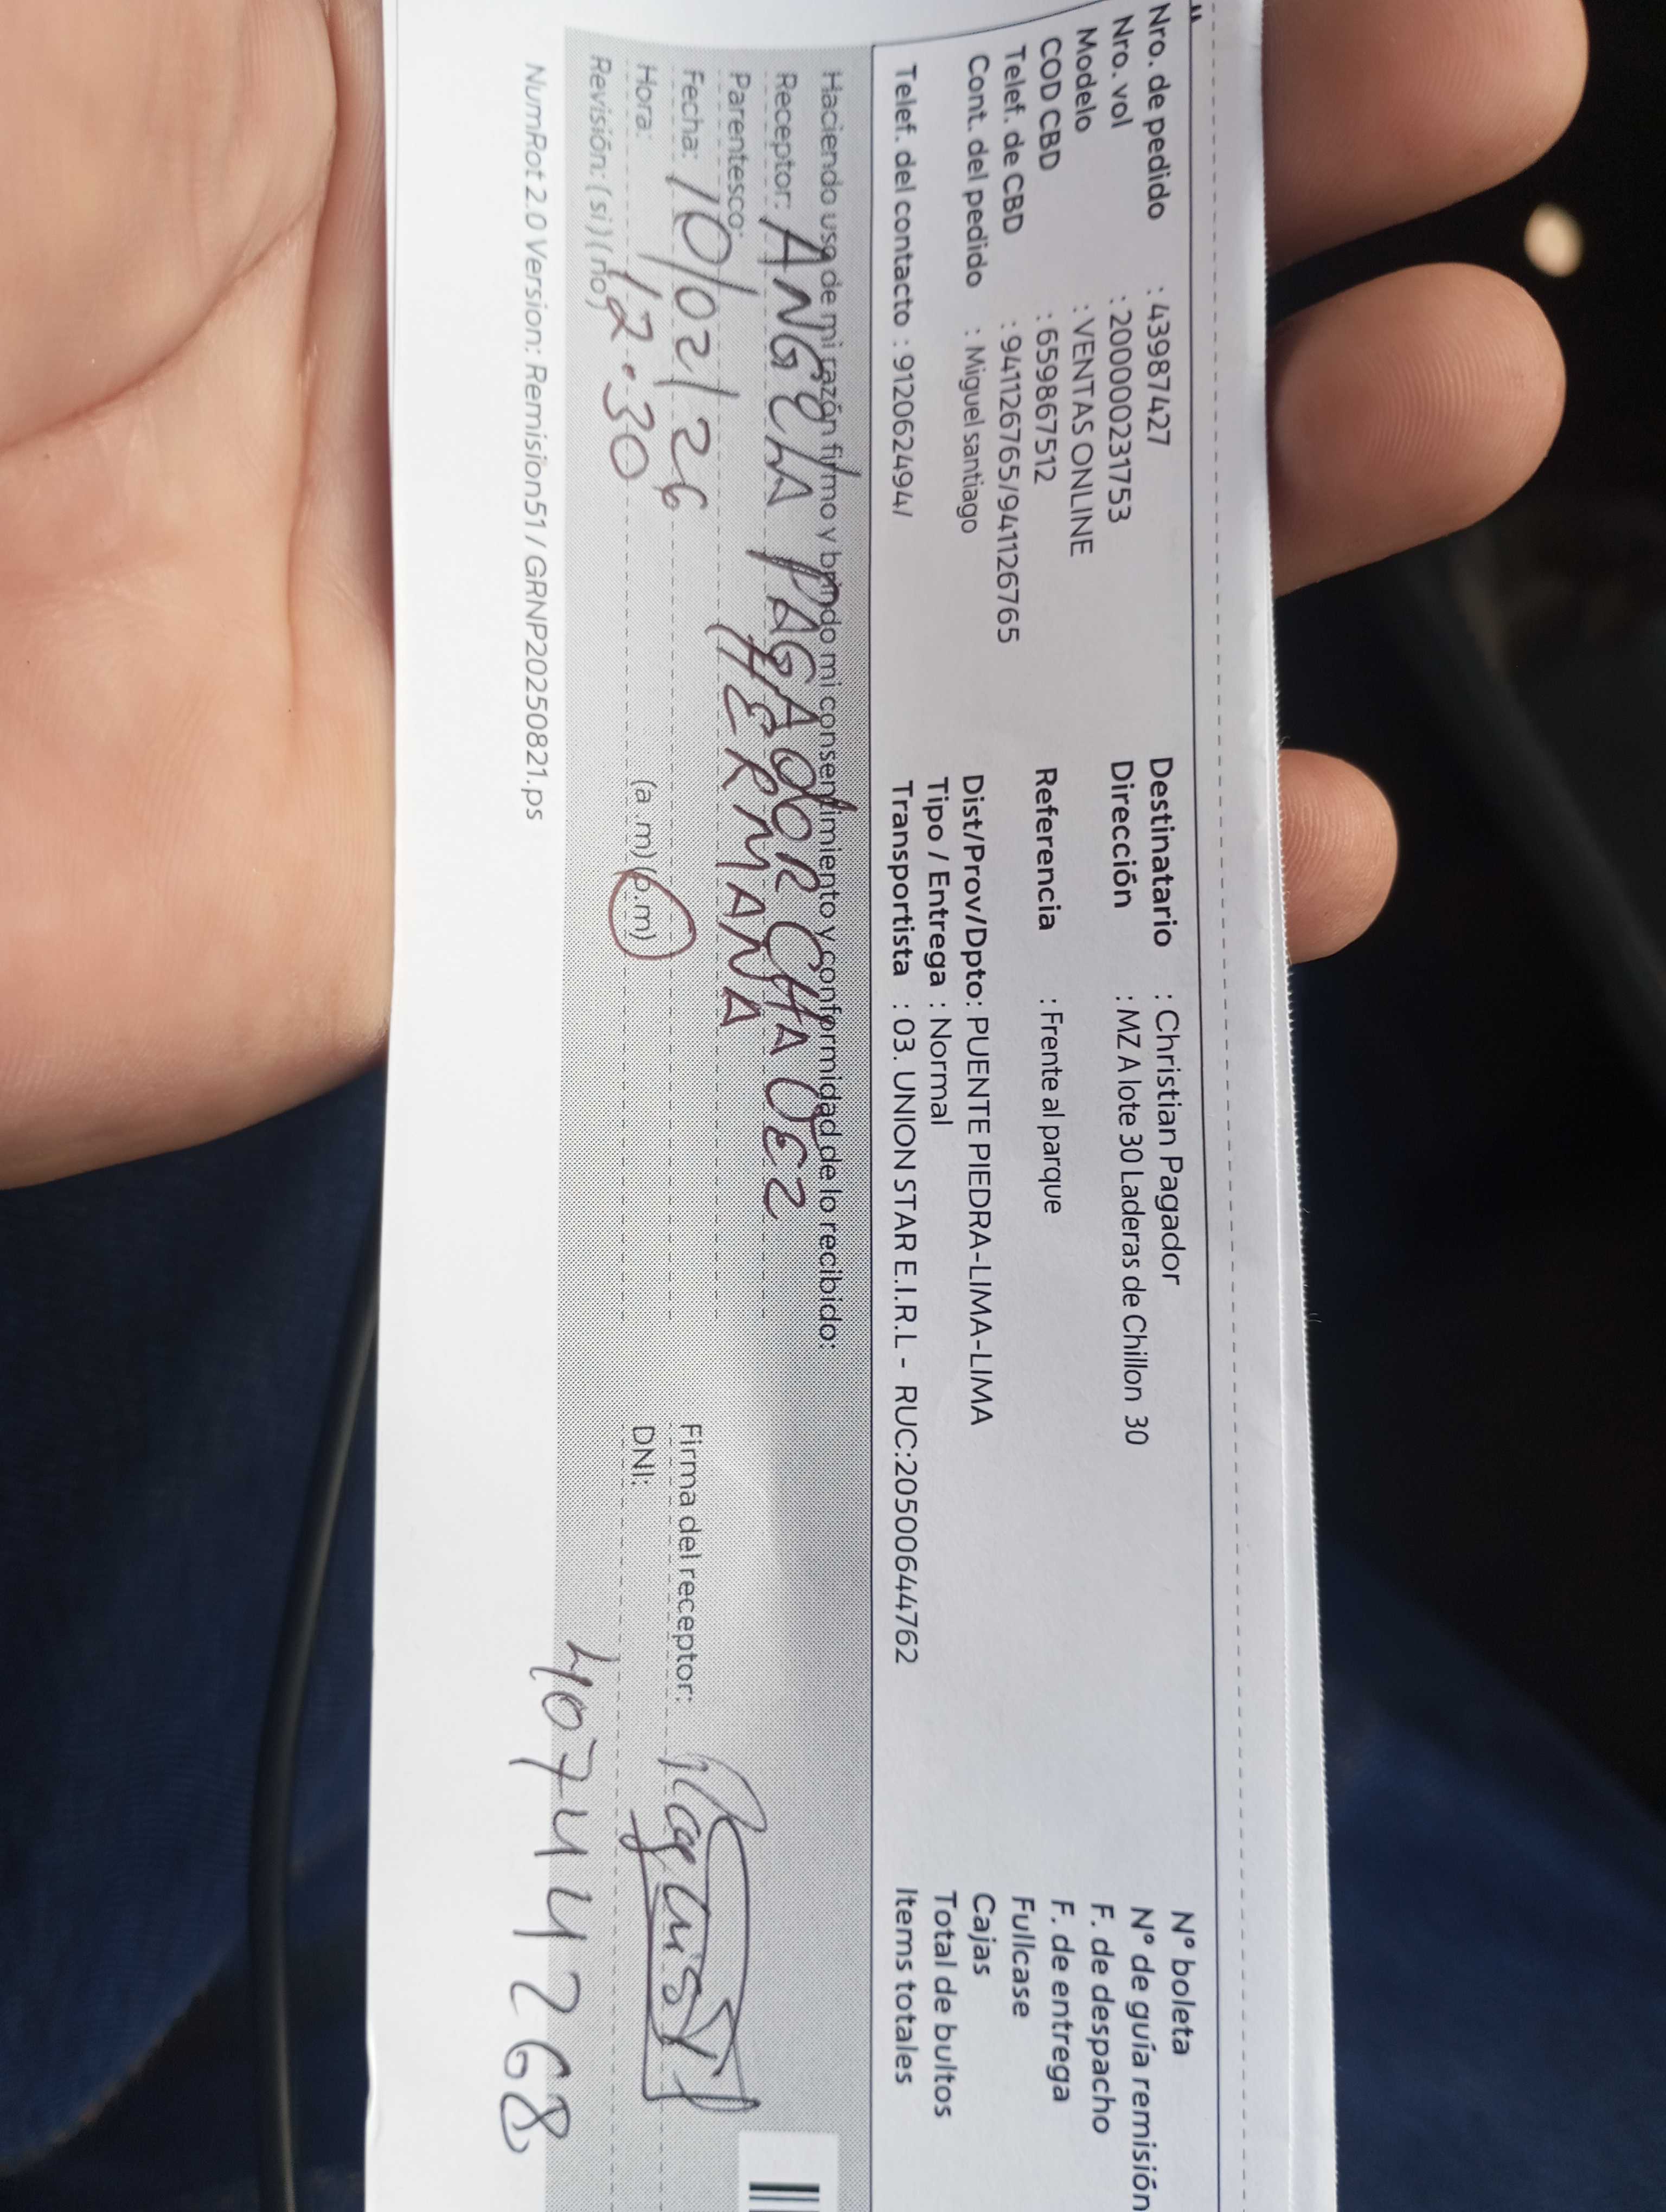 Nro. de pedido : 43987427
Nro. vol : 2000000231753
Modelo : VENTAS ONLINE
COD CBD : 659867512
Telef. de CBD : 941126765/941126765
Cont. del pedido : Miguel santiago
Telef. del contacto : 912062494/
Destinatario : Christian Pagador
Dirección : MZ A lote 30 Laderas de Chillon 30
Referencia : Frente al parque
Dist/Prov/Dpto: PUENTE PIEDRA-LIMA-LIMA
Tipo / Entrega : Normal
Transportista : 03. UNION STAR E.I.R.L - RUC:20500644762
N° boleta
N° de guía remisión
F. de despacho
F. de entrega
Fullcase
Cajas
Total de bultos
Items totales
Haciendo uso de mi razón firmo y brindo mi consentimiento y conformidad de lo recibido:
Receptor: ANGELA PAGADOR
Parentesco: HERMANA
Fecha: 10/02/26
Hora: 12.30 (a.m) (p.m)
Revisión: (si) (no)
Firma del receptor:
DNI: 40744268
NumRot 2.0 Version: Remision51 / GRNP20250821.ps